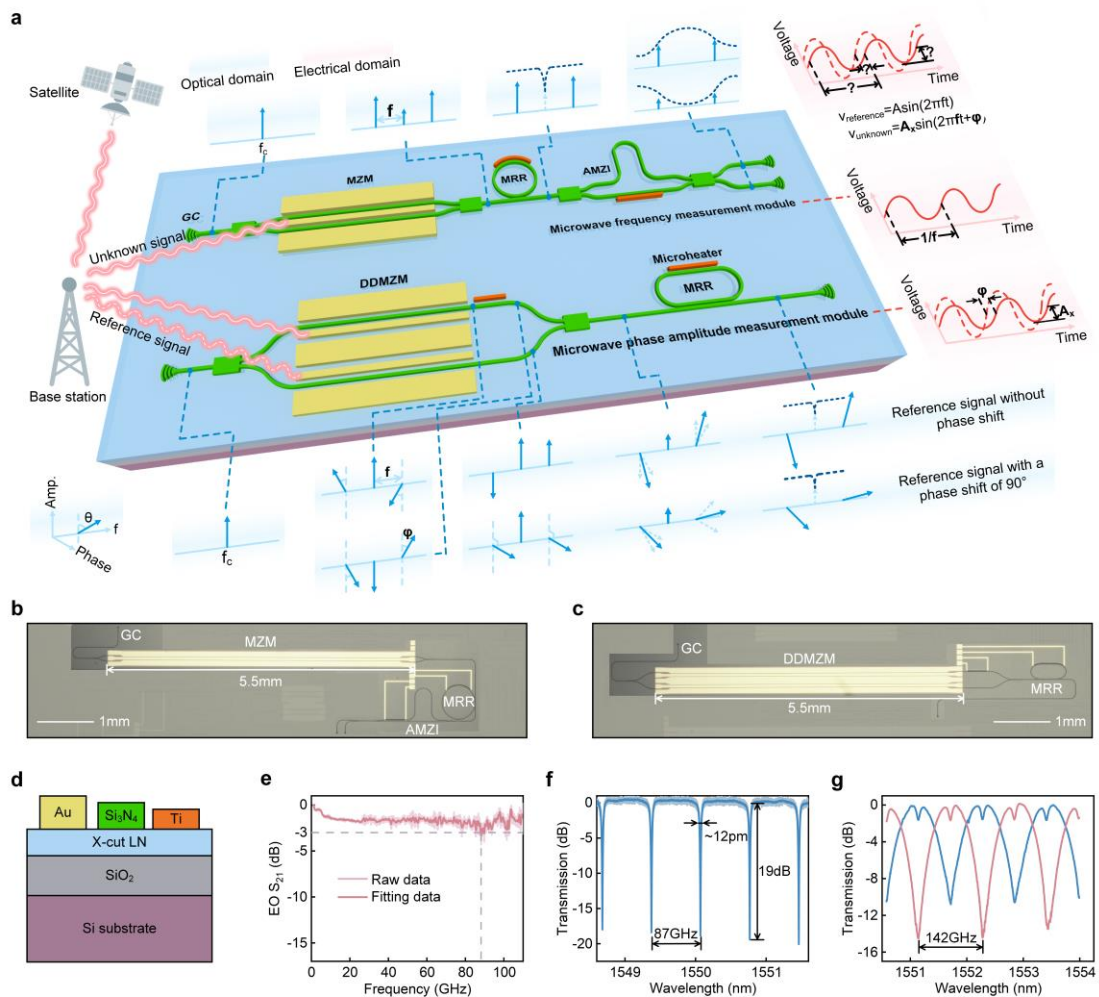 a
Satellite
Optical domain
Electrical domain
f
f_c
Voltage
?
?
?
Time
v_reference=Asin(2πft)
v_unknown=A_xsin(2πft+φ)
MZM
MRR
AMZI
GC
Unknown signal
Microwave frequency measurement module
Voltage
1/f
Time
DDMZM
Microheater
MRR
Reference signal
Microwave phase amplitude measurement module
Voltage
φ
A_x
Time
Base station
Reference signal without
phase shift
f
Reference signal with a
phase shift of 90°
φ
Amp.
θ
f
Phase
f_c
b
GC
MZM
5.5mm
MRR
1mm
AMZI
c
GC
DDMZM
5.5mm
MRR
1mm
d
Au
Si₃N₄
Ti
X-cut LN
SiO₂
Si substrate
e
EO S₂₁ (dB)
0
-3
-5
-10
-15
Raw data
Fitting data
0 20 40 60 80 100
Frequency (GHz)
f
Transmission (dB)
0
-5
-10
-15
-20
~12pm
19dB
87GHz
1549 1550 1551
Wavelength (nm)
g
Transmission (dB)
0
-4
-8
-12
-16
142GHz
1551 1552 1553 1554
Wavelength (nm)